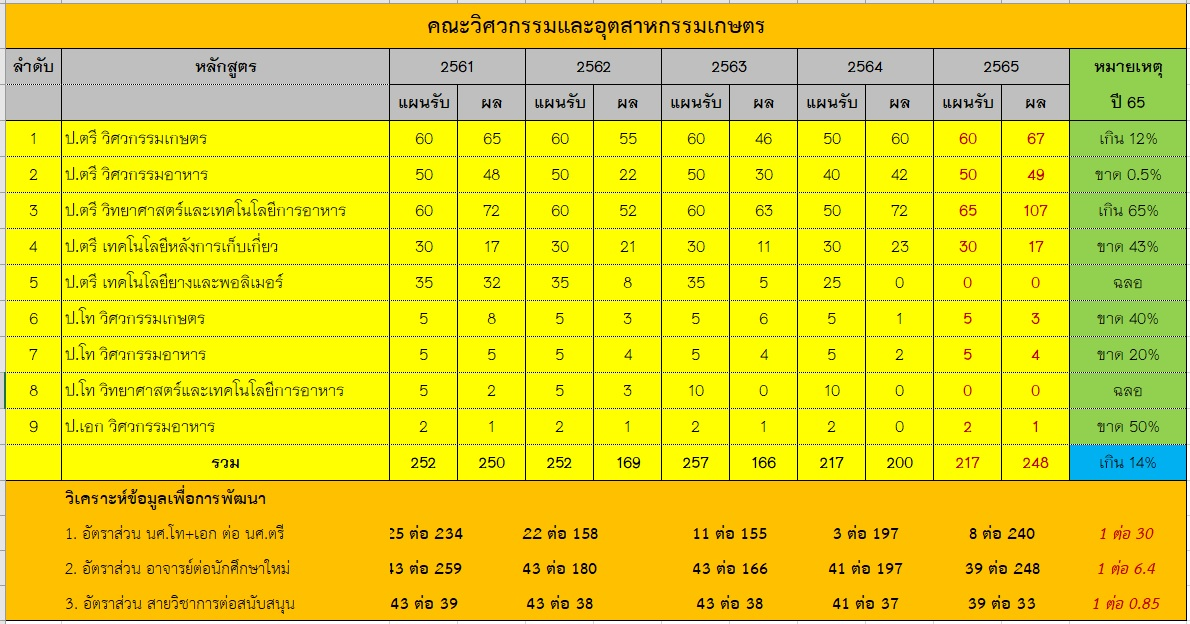 คณะวิศวกรรมและอุตสาหกรรมเกษตร
ลำดับ หลักสูตร 2561 2562 2563 2564 2565 หมายเหตุ
แผนรับ ผล แผนรับ ผล แผนรับ ผล แผนรับ ผล แผนรับ ผล ปี 65
1 ป.ตรี วิศวกรรมเกษตร 60 65 60 55 60 46 50 60 60 67 เกิน 12%
2 ป.ตรี วิศวกรรมอาหาร 50 48 50 22 50 30 40 42 50 49 ขาด 0.5%
3 ป.ตรี วิทยาศาสตร์และเทคโนโลยีการอาหาร 60 72 60 52 60 63 50 72 65 107 เกิน 65%
4 ป.ตรี เทคโนโลยีหลังการเก็บเกี่ยว 30 17 30 21 30 11 30 23 30 17 ขาด 43%
5 ป.ตรี เทคโนโลยียางและพอลิเมอร์ 35 32 35 8 35 5 25 0 0 0 ฉลอ
6 ป.โท วิศวกรรมเกษตร 5 8 5 3 5 6 5 1 5 3 ขาด 40%
7 ป.โท วิศวกรรมอาหาร 5 5 5 4 5 4 5 2 5 4 ขาด 20%
8 ป.โท วิทยาศาสตร์และเทคโนโลยีการอาหาร 5 2 5 3 10 0 10 0 0 0 ฉลอ
9 ป.เอก วิศวกรรมอาหาร 2 1 2 1 2 1 2 0 2 1 ขาด 50%
รวม 252 250 252 169 257 166 217 200 217 248 เกิน 14%
วิเคราะห์ข้อมูลเพื่อการพัฒนา
1. อัตราส่วน นศ.โท+เอก ต่อ นศ.ตรี 25 ต่อ 234 22 ต่อ 158 11 ต่อ 155 3 ต่อ 197 8 ต่อ 240 1 ต่อ 30
2. อัตราส่วน อาจารย์ต่อนักศึกษาใหม่ 43 ต่อ 259 43 ต่อ 180 43 ต่อ 166 41 ต่อ 197 39 ต่อ 248 1 ต่อ 6.4
3. อัตราส่วน สายวิชาการต่อสนับสนุน 43 ต่อ 39 43 ต่อ 38 43 ต่อ 38 41 ต่อ 37 39 ต่อ 33 1 ต่อ 0.85